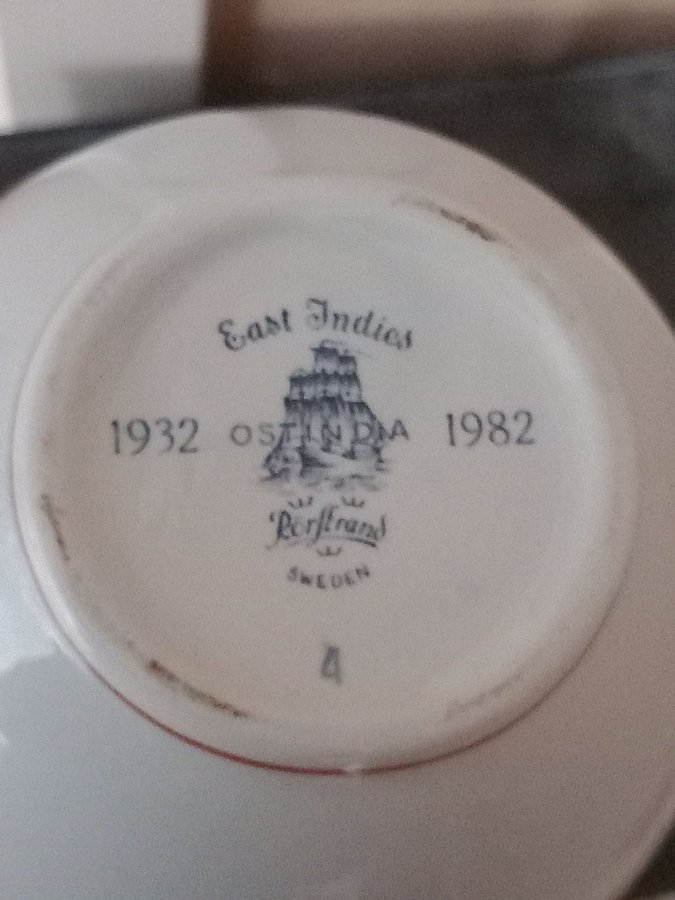 East Indies
1932 OSTINDIA 1982
Rörstrand
SWEDEN
4